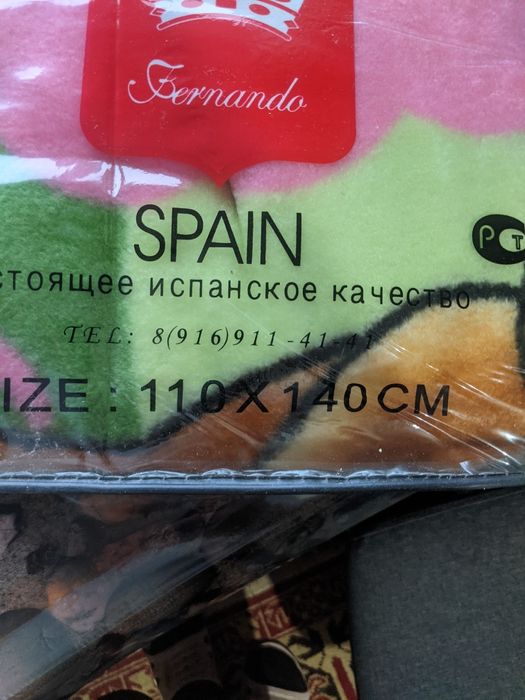 Fernando
SPAIN
Р Т
стоящее испанское качество
TEL: 8(916)911-41-41
IZE : 110X140CM